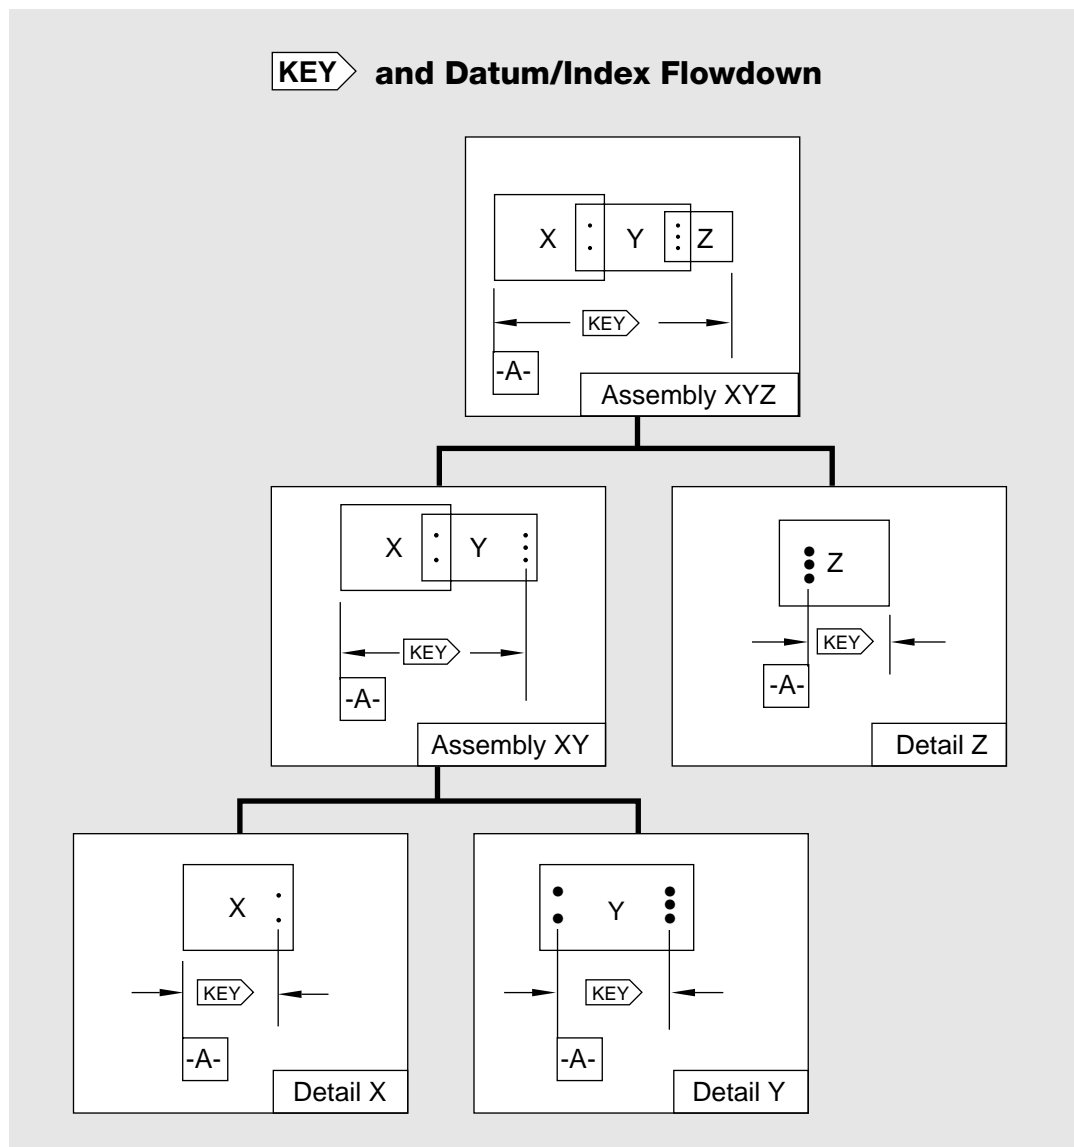 KEY and Datum/Index Flowdown
X Y Z
KEY
-A-
Assembly XYZ
X Y
KEY
-A-
Assembly XY
Z
KEY
-A-
Detail Z
X
KEY
-A-
Detail X
Y
KEY
-A-
Detail Y